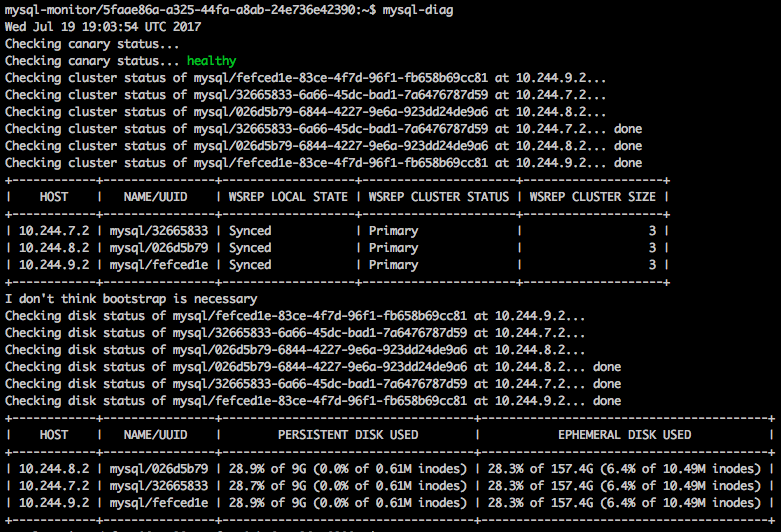 mysql-monitor/5faae86a-a325-44fa-a8ab-24e736e42390:~$ mysql-diag
Wed Jul 19 19:03:54 UTC 2017
Checking canary status...
Checking canary status... healthy
Checking cluster status of mysql/fefced1e-83ce-4f7d-96f1-fb658b69cc81 at 10.244.9.2...
Checking cluster status of mysql/32665833-6a66-45dc-bad1-7a6476787d59 at 10.244.7.2...
Checking cluster status of mysql/026d5b79-6844-4227-9e6a-923dd24de9a6 at 10.244.8.2...
Checking cluster status of mysql/32665833-6a66-45dc-bad1-7a6476787d59 at 10.244.7.2... done
Checking cluster status of mysql/026d5b79-6844-4227-9e6a-923dd24de9a6 at 10.244.8.2... done
Checking cluster status of mysql/fefced1e-83ce-4f7d-96f1-fb658b69cc81 at 10.244.9.2... done
+------------+----------------+-------------------+----------------------+--------------------+
|    HOST    |   NAME/UUID    | WSREP LOCAL STATE | WSREP CLUSTER STATUS | WSREP CLUSTER SIZE |
+------------+----------------+-------------------+----------------------+--------------------+
| 10.244.7.2 | mysql/32665833 | Synced            | Primary              |                  3 |
| 10.244.8.2 | mysql/026d5b79 | Synced            | Primary              |                  3 |
| 10.244.9.2 | mysql/fefced1e | Synced            | Primary              |                  3 |
+------------+----------------+-------------------+----------------------+--------------------+
I don't think bootstrap is necessary
Checking disk status of mysql/fefced1e-83ce-4f7d-96f1-fb658b69cc81 at 10.244.9.2...
Checking disk status of mysql/32665833-6a66-45dc-bad1-7a6476787d59 at 10.244.7.2...
Checking disk status of mysql/026d5b79-6844-4227-9e6a-923dd24de9a6 at 10.244.8.2...
Checking disk status of mysql/026d5b79-6844-4227-9e6a-923dd24de9a6 at 10.244.8.2... done
Checking disk status of mysql/32665833-6a66-45dc-bad1-7a6476787d59 at 10.244.7.2... done
Checking disk status of mysql/fefced1e-83ce-4f7d-96f1-fb658b69cc81 at 10.244.9.2... done
+------------+----------------+------------------------------------+-----------------------------------------+
|    HOST    |   NAME/UUID    |        PERSISTENT DISK USED        |           EPHEMERAL DISK USED           |
+------------+----------------+------------------------------------+-----------------------------------------+
| 10.244.8.2 | mysql/026d5b79 | 28.9% of 9G (0.0% of 0.61M inodes) | 28.3% of 157.4G (6.4% of 10.49M inodes) |
| 10.244.7.2 | mysql/32665833 | 28.7% of 9G (0.0% of 0.61M inodes) | 28.3% of 157.4G (6.4% of 10.49M inodes) |
| 10.244.9.2 | mysql/fefced1e | 28.9% of 9G (0.0% of 0.61M inodes) | 28.3% of 157.4G (6.4% of 10.49M inodes) |
+------------+----------------+------------------------------------+-----------------------------------------+